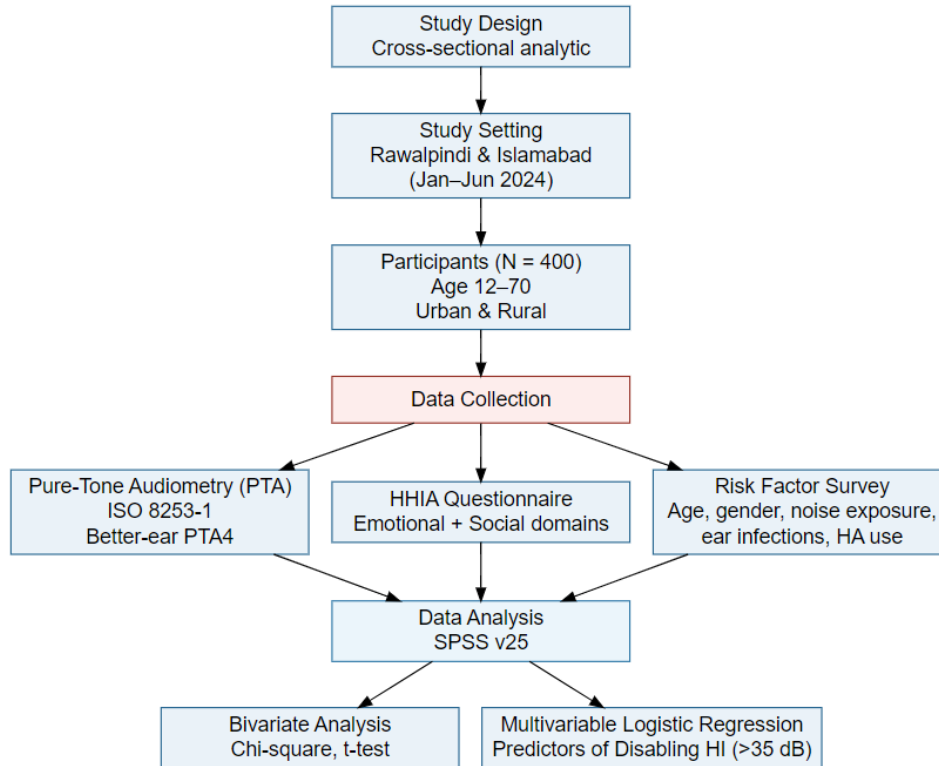 Study Design
Cross-sectional analytic
Study Setting
Rawalpindi & Islamabad
(Jan–Jun 2024)
Participants (N = 400)
Age 12–70
Urban & Rural
Data Collection
Pure-Tone Audiometry (PTA)
ISO 8253-1
Better-ear PTA4
HHIA Questionnaire
Emotional + Social domains
Risk Factor Survey
Age, gender, noise exposure,
ear infections, HA use
Data Analysis
SPSS v25
Bivariate Analysis
Chi-square, t-test
Multivariable Logistic Regression
Predictors of Disabling HI (>35 dB)